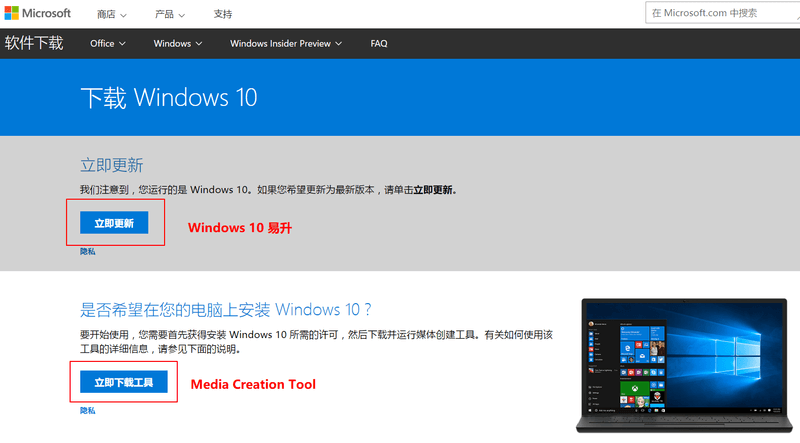 Microsoft 商店 产品 支持 在 Microsoft.com 中搜索
软件下载 Office Windows Windows Insider Preview FAQ
下载 Windows 10
立即更新
我们注意到，您运行的是 Windows 10。如果您希望更新为最新版本，请单击立即更新。
立即更新 Windows 10 易升
隐私
是否希望在您的电脑上安装 Windows 10？
要开始使用，您需要首先获得安装 Windows 10 所需的许可，然后下载并运行媒体创建工具。有关如何使用该
工具的详细信息，请参见下面的说明。
立即下载工具 Media Creation Tool
隐私